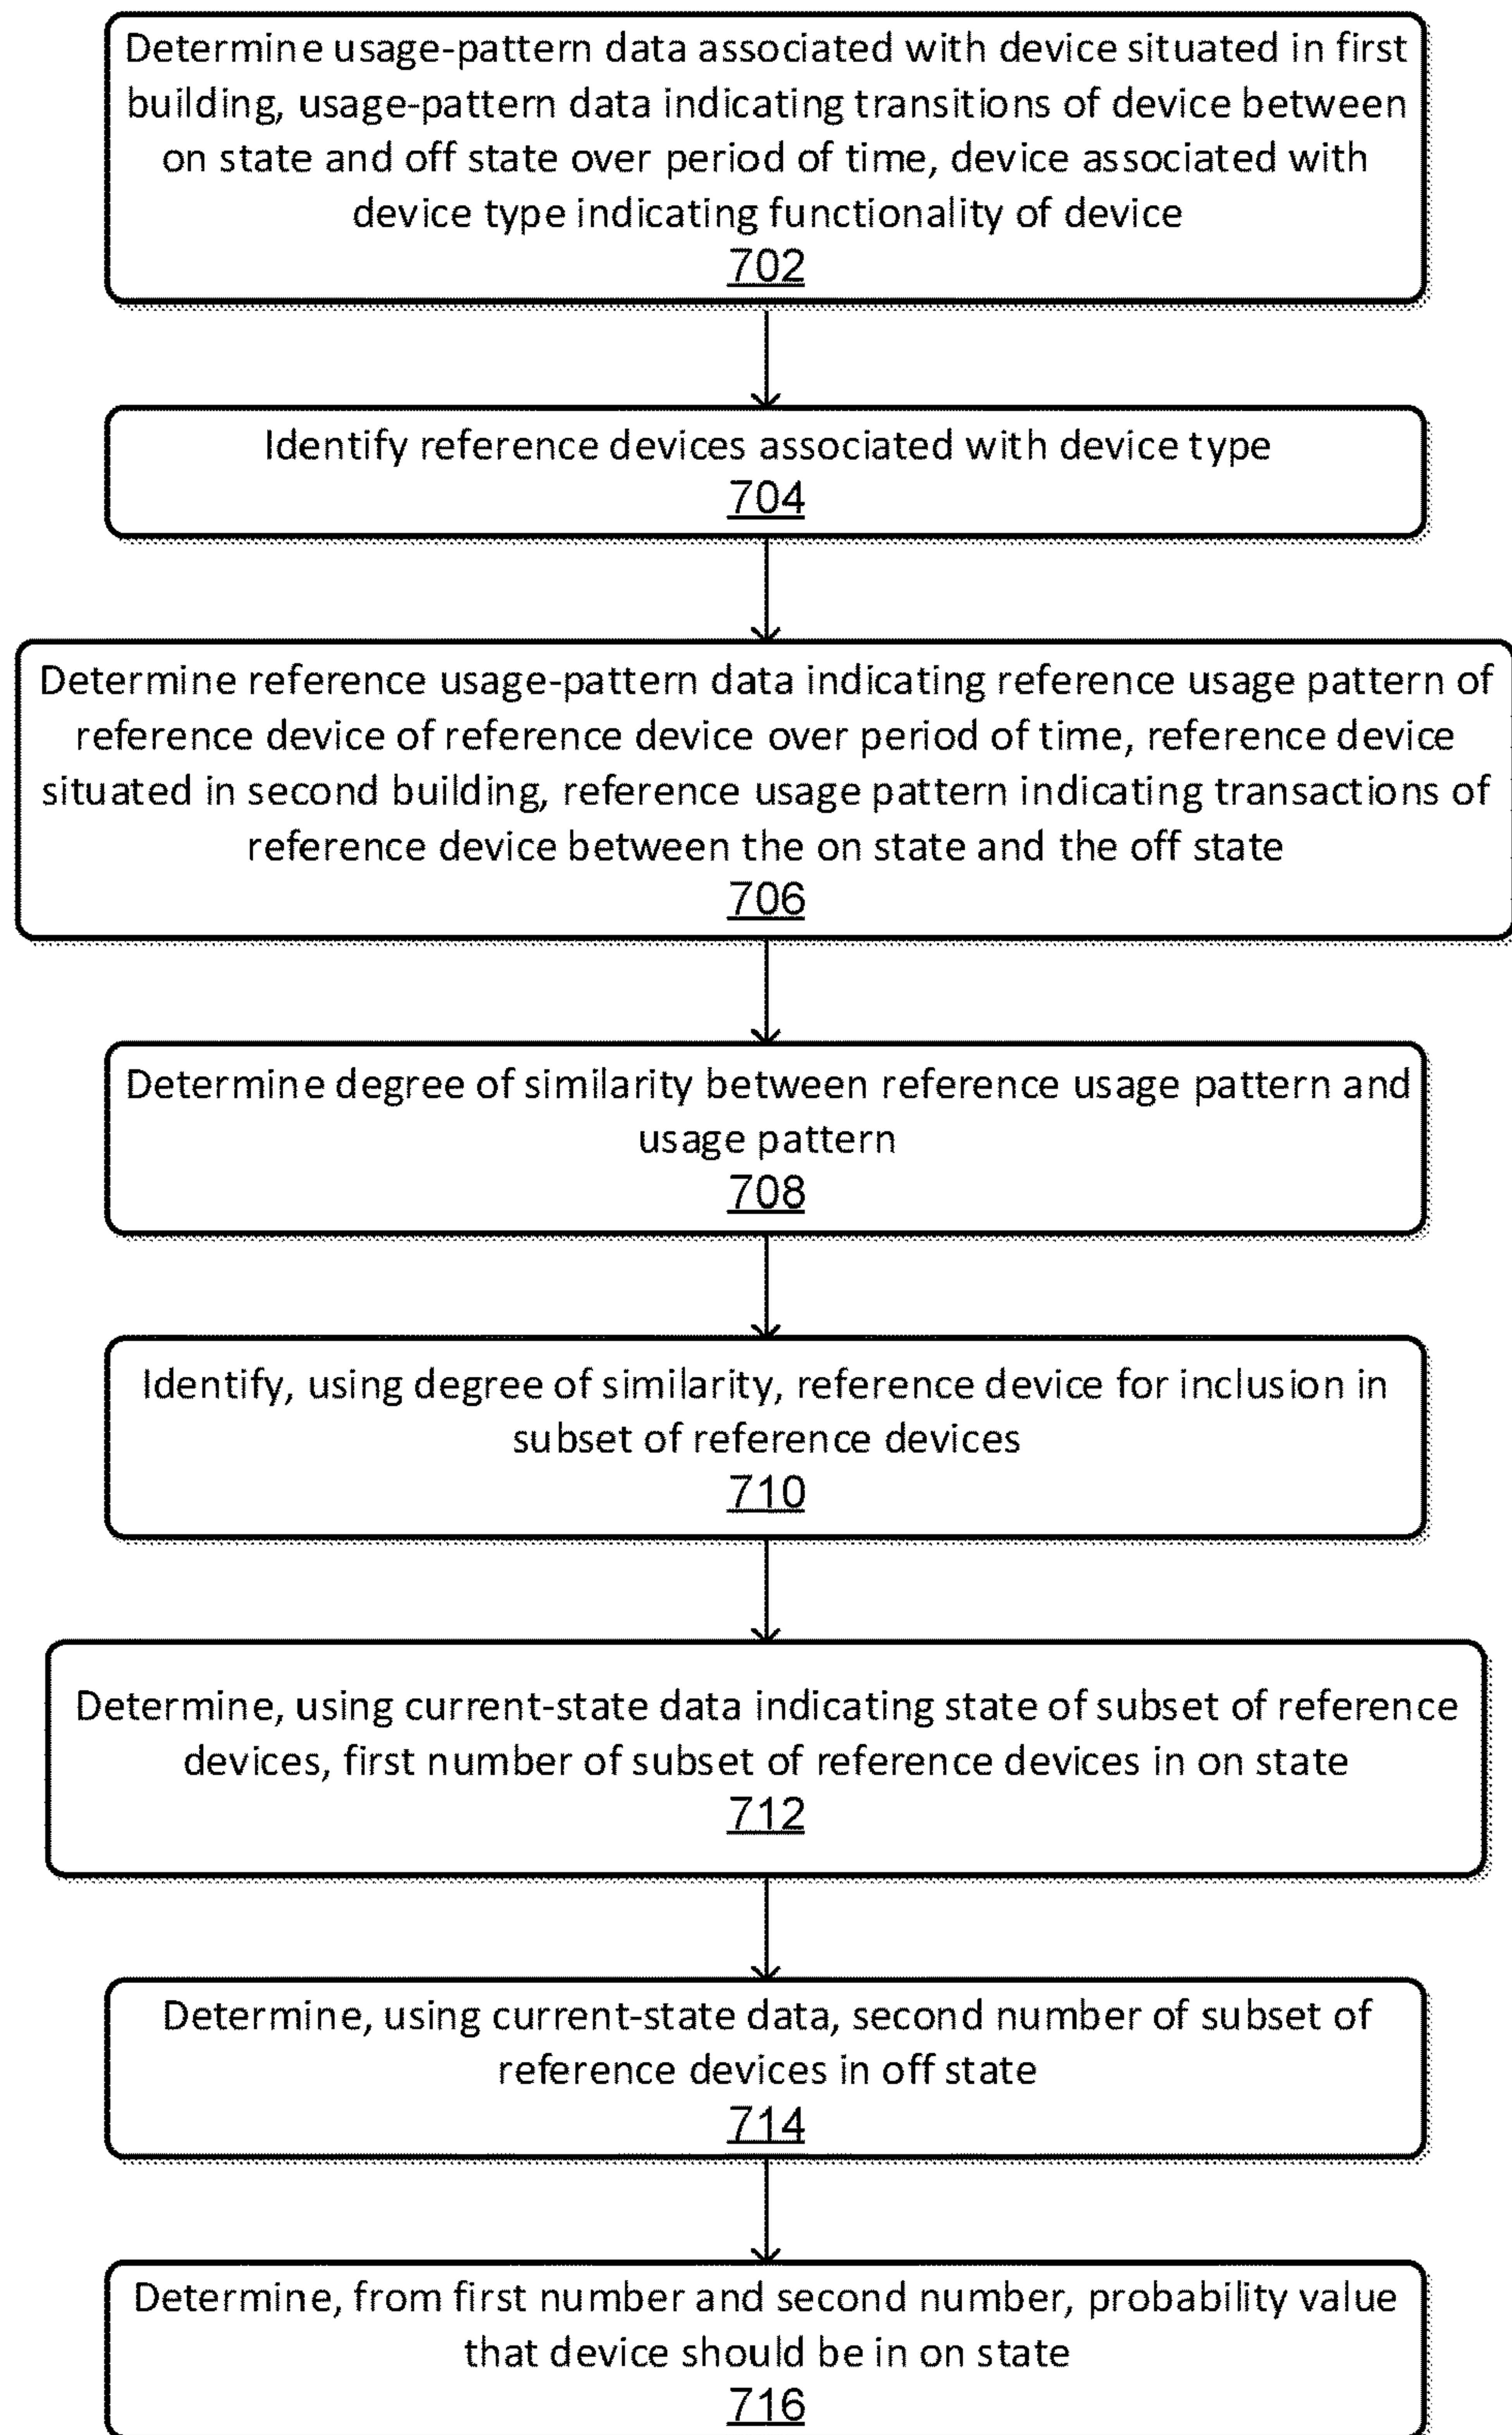 Determine usage-pattern data associated with device situated in first
building, usage-pattern data indicating transitions of device between
on state and off state over period of time, device associated with
device type indicating functionality of device
702
Identify reference devices associated with device type
704
Determine reference usage-pattern data indicating reference usage pattern of
reference device of reference device over period of time, reference device
situated in second building, reference usage pattern indicating transactions of
reference device between the on state and the off state
706
Determine degree of similarity between reference usage pattern and
usage pattern
708
Identify, using degree of similarity, reference device for inclusion in
subset of reference devices
710
Determine, using current-state data indicating state of subset of reference
devices, first number of subset of reference devices in on state
712
Determine, using current-state data, second number of subset of
reference devices in off state
714
Determine, from first number and second number, probability value
that device should be in on state
716